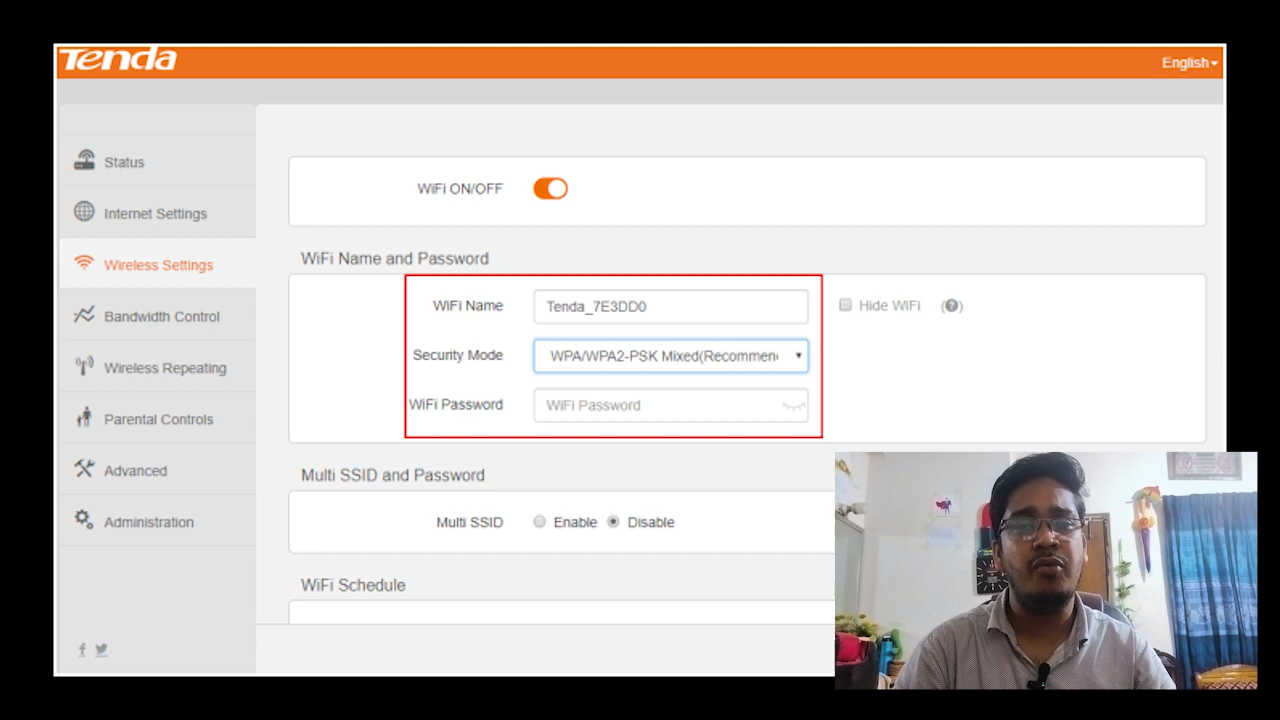 Tenda
English
Status
Internet Settings
Wireless Settings
Bandwidth Control
Wireless Repeating
Parental Controls
Advanced
Administration
WiFi ON/OFF
WiFi Name and Password
WiFi Name Tenda_7E3DD0 Hide WiFi (?)
Security Mode WPA/WPA2-PSK Mixed(Recommen
WiFi Password WiFi Password
Multi SSID and Password
Multi SSID Enable Disable
WiFi Schedule